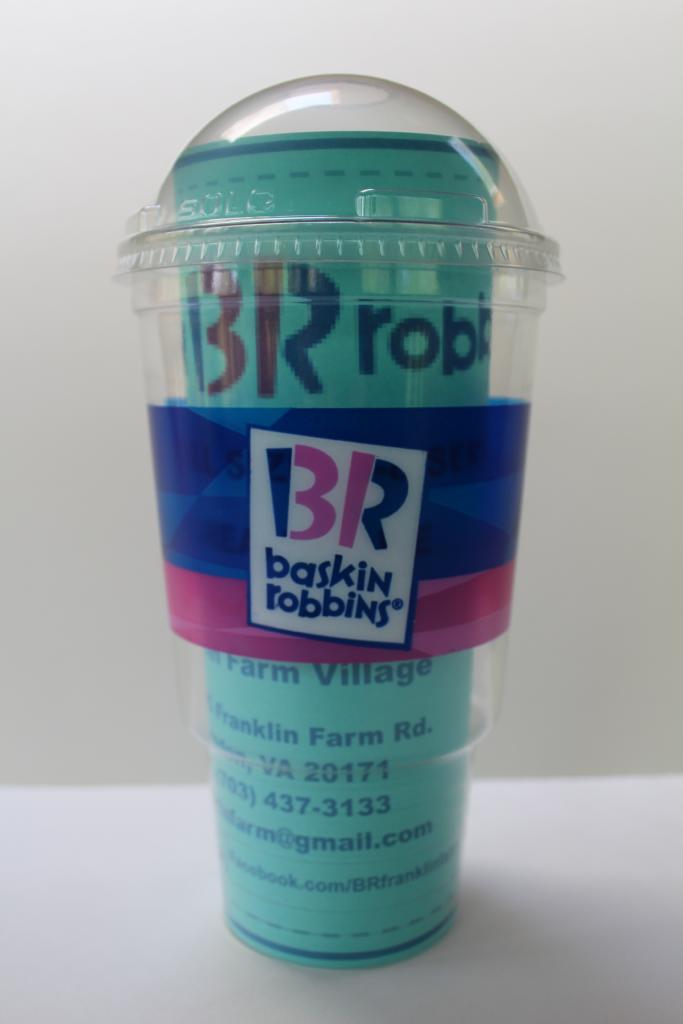 SOLO
BR robb
BR
baskin
robbins®
Farm Village
Franklin Farm Rd.
VA 20171
703) 437-3133
farm@gmail.com
facebook.com/BRfranklin